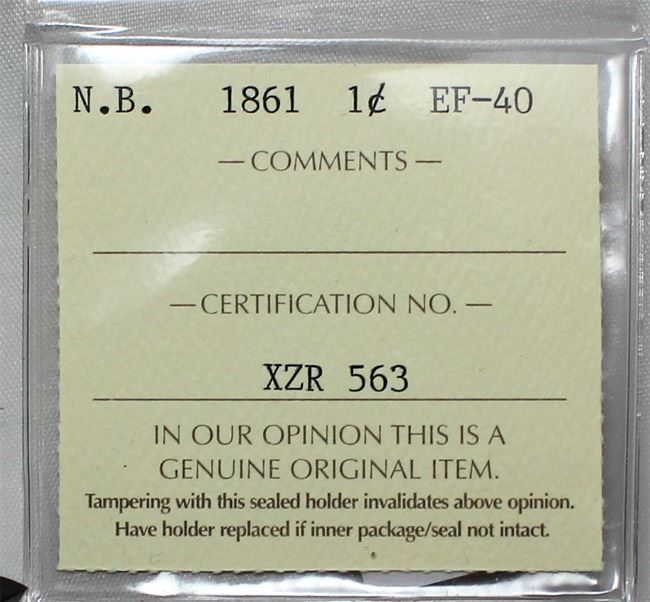 N.B. 1861 1¢ EF-40
— COMMENTS —
— CERTIFICATION NO. —
XZR 563
IN OUR OPINION THIS IS A
GENUINE ORIGINAL ITEM.
Tampering with this sealed holder invalidates above opinion.
Have holder replaced if inner package/seal not intact.